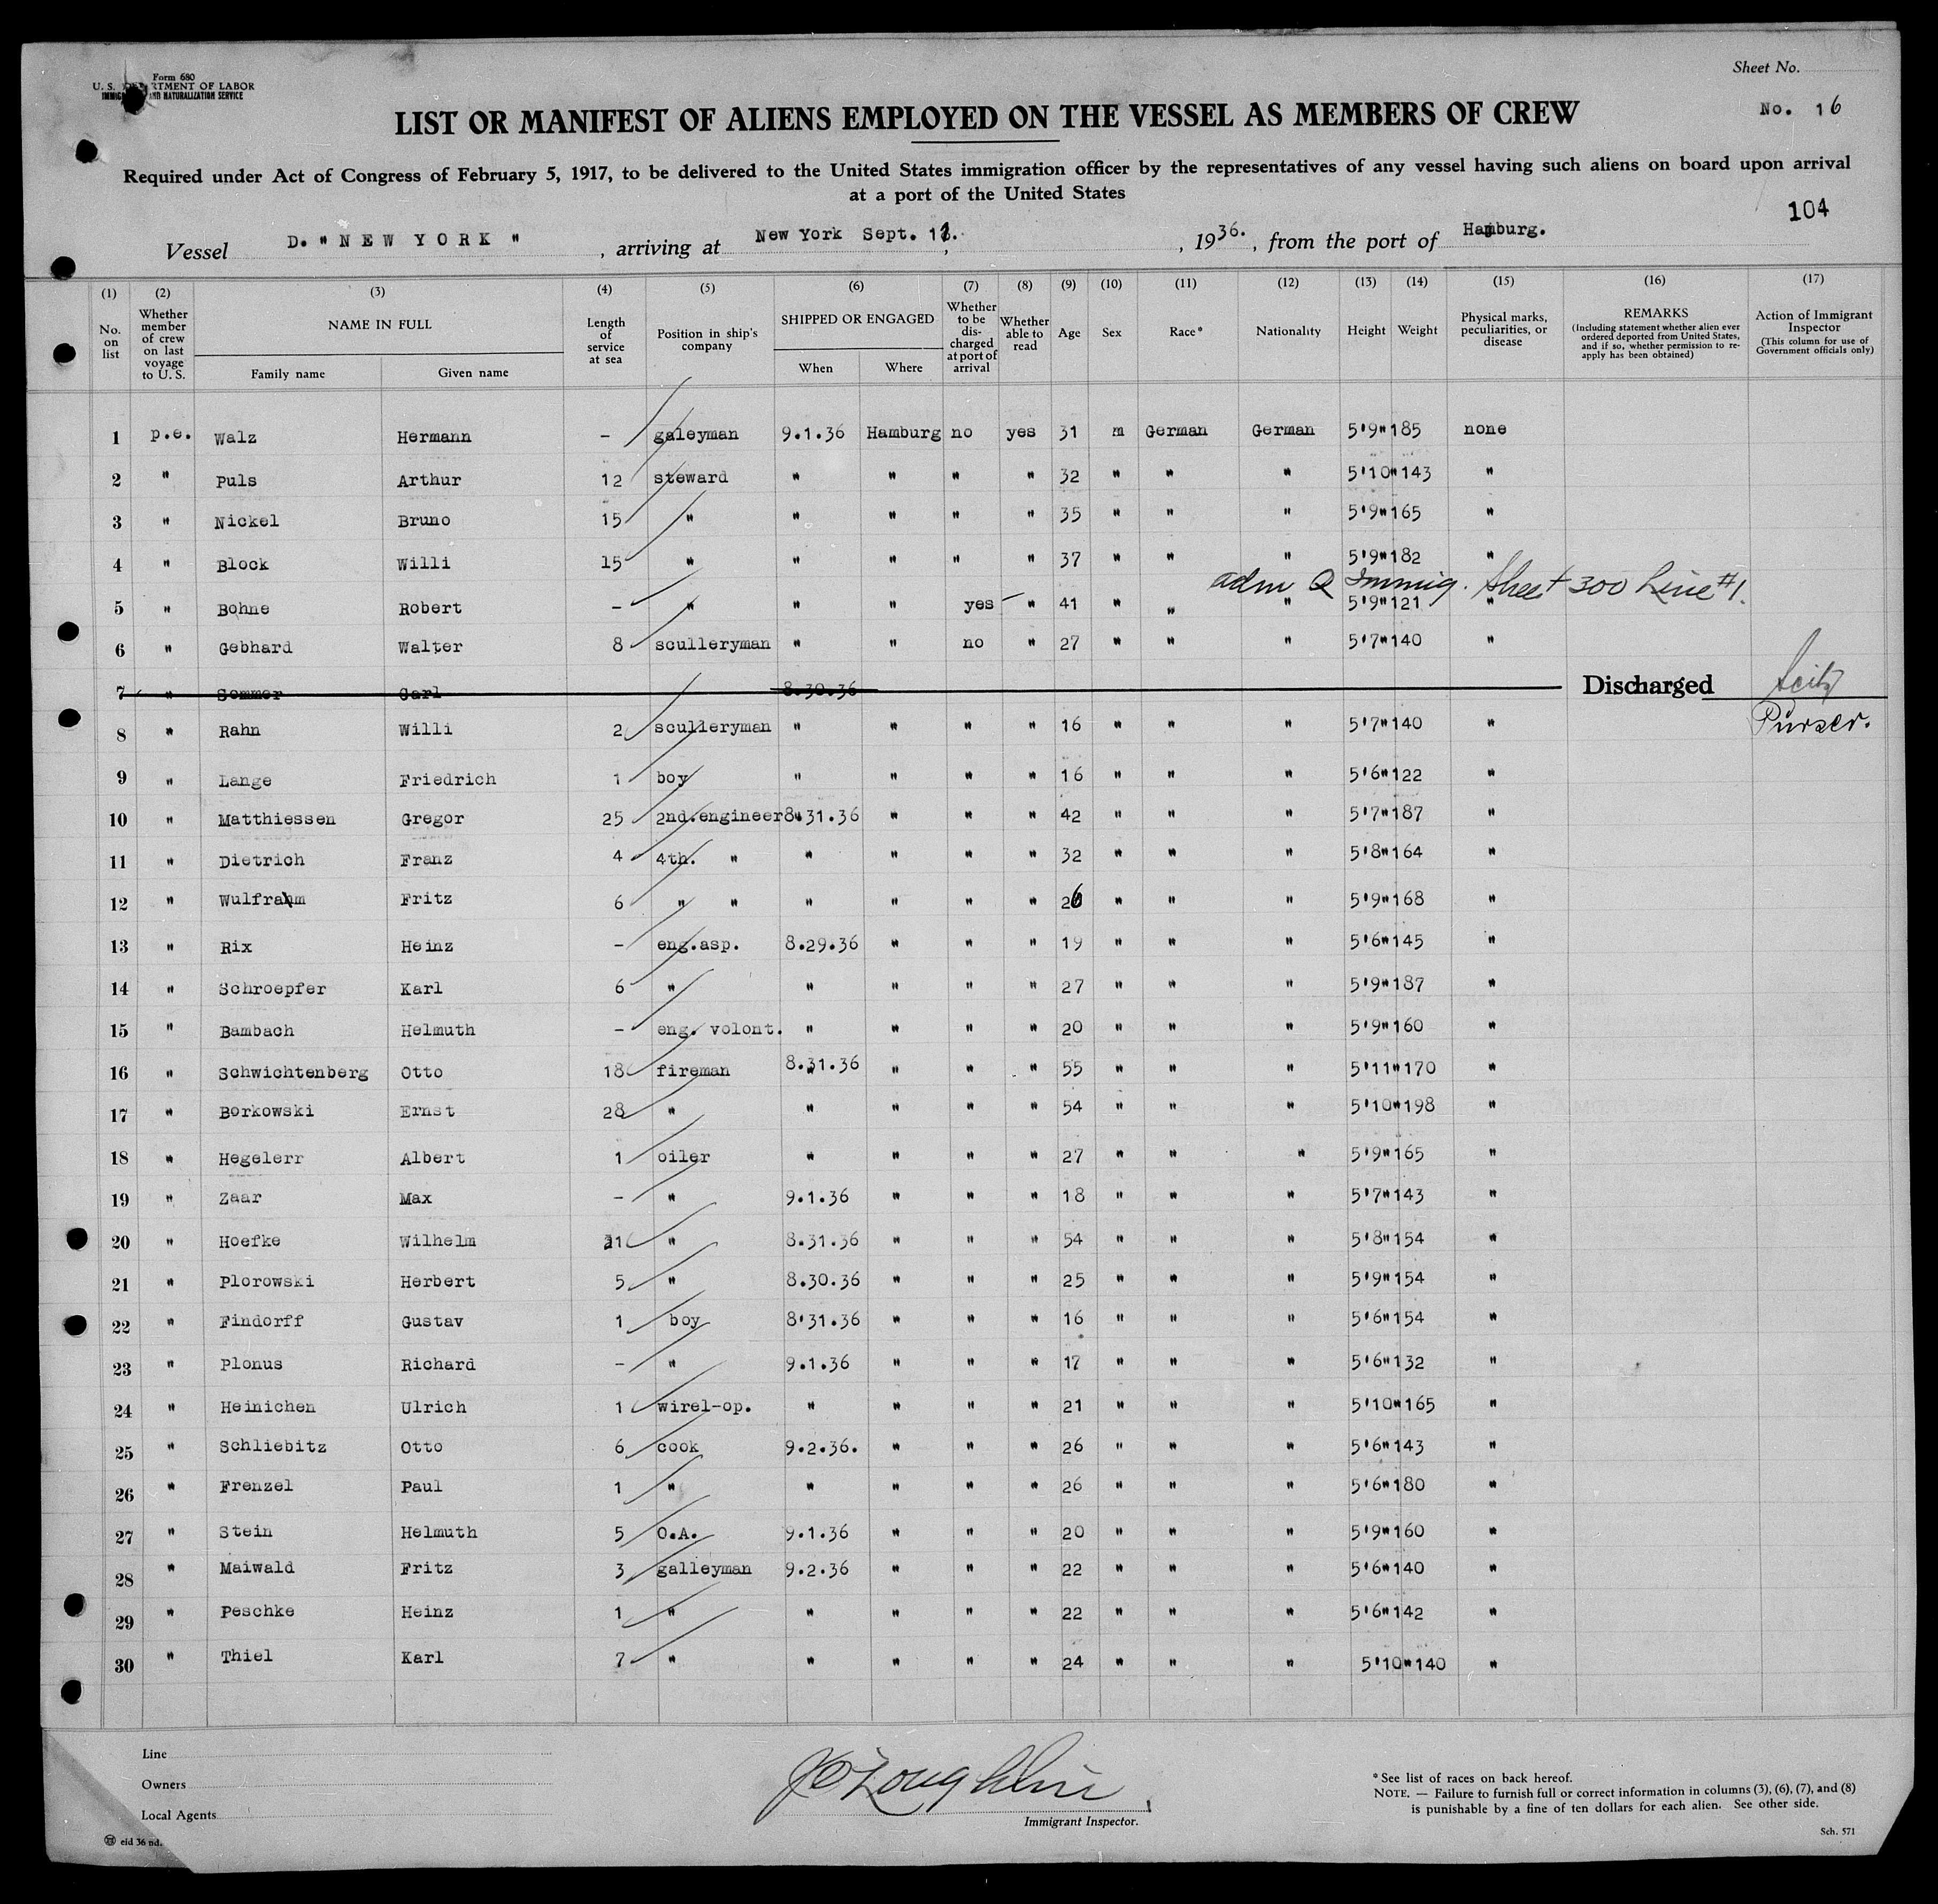 Form 680
U. S. DEPARTMENT OF LABOR
IMMIGRATION AND NATURALIZATION SERVICE
Sheet No.
No. 16
LIST OR MANIFEST OF ALIENS EMPLOYED ON THE VESSEL AS MEMBERS OF CREW
Required under Act of Congress of February 5, 1917, to be delivered to the United States immigration officer by the representatives of any vessel having such aliens on board upon arrival
at a port of the United States
104
Vessel D. "NEW YORK" , arriving at New York Sept. 11. , 1936. , from the port of Hamburg.
(1) (2) (3) (4) (5) (6) (7) (8) (9) (10) (11) (12) (13) (14) (15) (16) (17)
No. on list Whether member of crew on last voyage to U. S. NAME IN FULL Family name Given name Length of service at sea Position in ship's company SHIPPED OR ENGAGED When Where Whether to be discharged at port of arrival Whether able to read Age Sex Race* Nationality Height Weight Physical marks, peculiarities, or disease REMARKS (Including statement whether alien ever ordered deported from United States, and if so, whether permission to re-apply has been obtained) Action of Immigrant Inspector (This column for use of Government officials only)
1 p.e. Walz Hermann - galeyman 9.1.36 Hamburg no yes 31 m German German 5'9" 185 none
2 " Puls Arthur 12 steward " " " " 32 " " " 5'10" 143 "
3 " Nickel Bruno 15 " " " " " 35 " " " 5'9" 165 "
4 " Block Willi 15 " " " " " 37 " " " 5'9" 182 "
adm Q Immig. Sheet 300 Line #1.
5 " Bohne Robert - " " " yes " 41 " " " 5'9" 121 "
6 " Gebhard Walter 8 sculleryman " " no " 27 " " " 5'7" 140 "
7 " Sommer Carl 8.30.36 Discharged
Purser.
8 " Rahn Willi 2 sculleryman " " " " 16 " " " 5'7" 140 "
9 " Lange Friedrich 1 boy " " " " 16 " " " 5'6" 122 "
10 " Matthiessen Gregor 25 2nd.engineer 8.31.36 " " " 42 " " " 5'7" 187 "
11 " Dietrich Franz 4 4th. " " " " " 32 " " " 5'8" 164 "
12 " Wulfrahm Fritz 6 " " " " " " 26 " " " 5'9" 168 "
13 " Rix Heinz - eng.asp. 8.29.36 " " " 19 " " " 5'6" 145 "
14 " Schroepfer Karl 6 " " " " " 27 " " " 5'9" 187 "
15 " Bambach Helmuth - eng. volont. " " " " 20 " " " 5'9" 160 "
16 " Schwichtenberg Otto 18 fireman 8.31.36 " " " 55 " " " 5'11" 170 "
17 " Borkowski Ernst 28 " " " " " 54 " " " 5'10" 198 "
18 " Hegelerr Albert 1 oiler " " " " 27 " " " 5'9" 165 "
19 " Zaar Max - " 9.1.36 " " " 18 " " " 5'7" 143 "
20 " Hoefke Wilhelm 31 " 8.31.36 " " " 54 " " " 5'8" 154 "
21 " Plorowski Herbert 5 " 8.30.36 " " " 25 " " " 5'9" 154 "
22 " Findorff Gustav 1 boy 8'31.36 " " " 16 " " " 5'6" 154 "
23 " Plonus Richard - " 9.1.36 " " " 17 " " " 5'6" 132 "
24 " Heinichen Ulrich 1 wirel-op. " " " " 21 " " " 5'10" 165 "
25 " Schliebitz Otto 6 cook 9.2.36. " " " 26 " " " 5'6" 143 "
26 " Frenzel Paul 1 " " " " " 26 " " " 5'6" 180 "
27 " Stein Helmuth 5 O.A. 9.1.36 " " " 20 " " " 5'9" 160 "
28 " Maiwald Fritz 3 galleyman 9.2.36 " " " 22 " " " 5'6" 140 "
29 " Peschke Heinz 1 " " " " " 22 " " " 5'6" 142 "
30 " Thiel Karl 7 " " " " " 24 " " " 5'10" 140 "
Line
Owners
Local Agents
eid 36 nd.
J O'Loughlin
Immigrant Inspector.
* See list of races on back hereof.
NOTE. — Failure to furnish full or correct information in columns (3), (6), (7), and (8)
is punishable by a fine of ten dollars for each alien. See other side.
Sch. 571